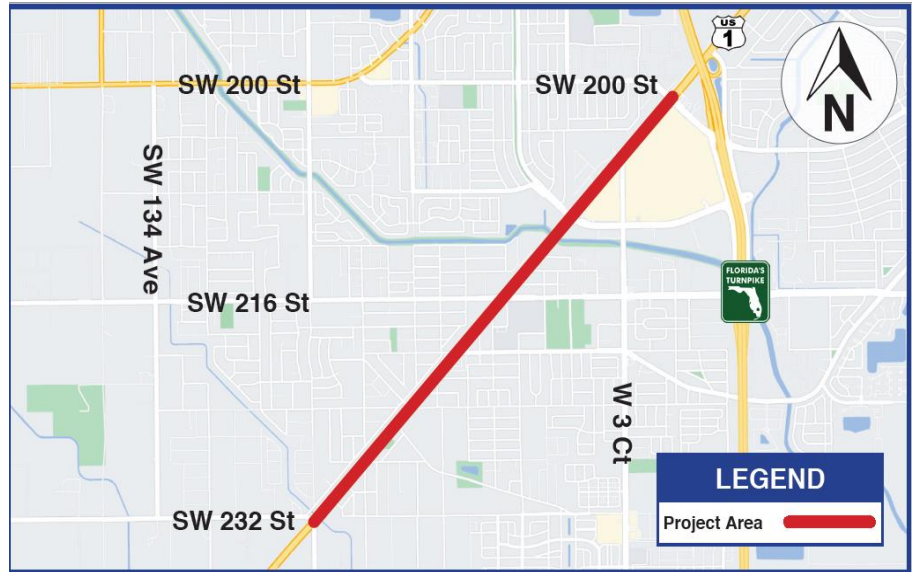 US
1
SW 200 St
SW 200 St
N
SW 134 Ave
FLORIDA'S
TURNPIKE
SW 216 St
W 3 Ct
LEGEND
Project Area
SW 232 St